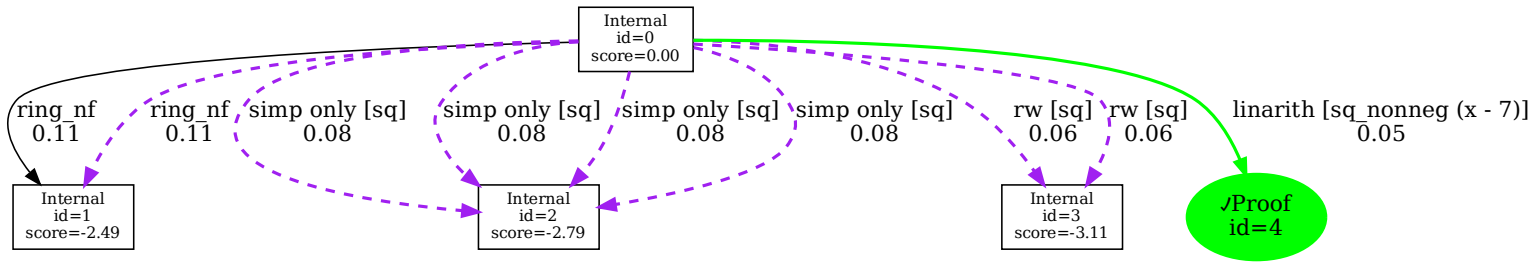 Internal
id=0
score=0.00
ring_nf
0.11
ring_nf
0.11
simp only [sq]
0.08
simp only [sq]
0.08
simp only [sq]
0.08
simp only [sq]
0.08
rw [sq]
0.06
rw [sq]
0.06
linarith [sq_nonneg (x - 7)]
0.05
Internal
id=1
score=-2.49
Internal
id=2
score=-2.79
Internal
id=3
score=-3.11
✓Proof
id=4